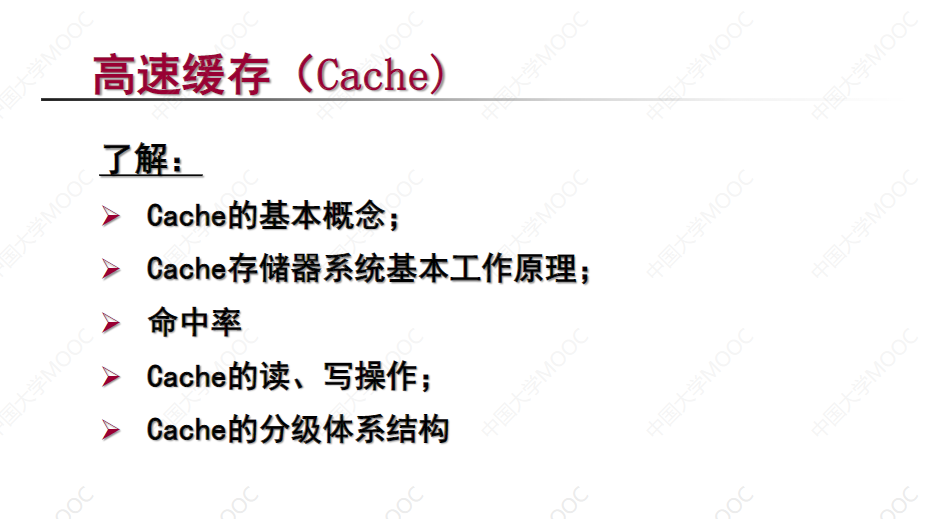 高速缓存（Cache）
了解：
Cache的基本概念；
Cache存储器系统基本工作原理；
命中率
Cache的读、写操作；
Cache的分级体系结构
中国大学MOOC